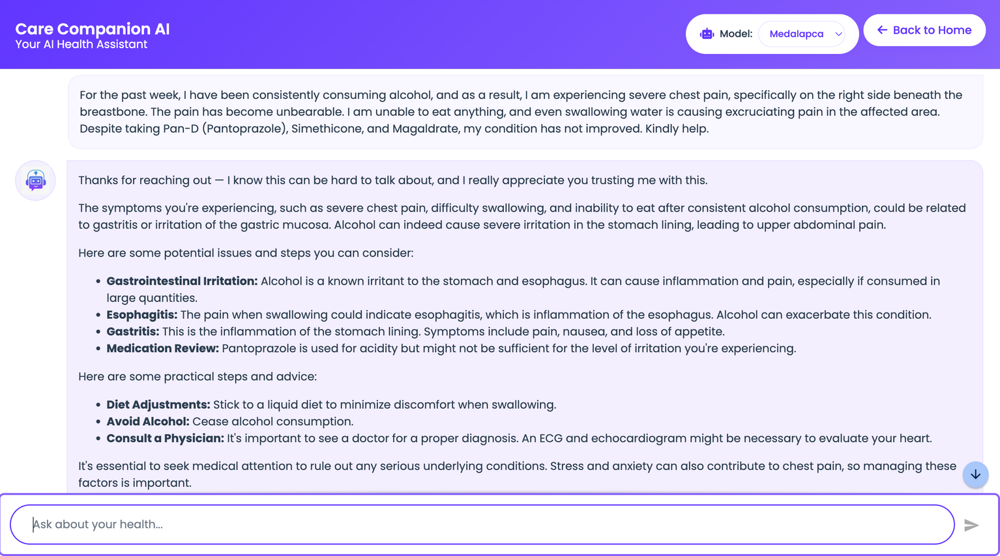 Care Companion AI
Your AI Health Assistant
Model:
Medalapca
Back to Home
For the past week, I have been consistently consuming alcohol, and as a result, I am experiencing severe chest pain, specifically on the right side beneath the
breastbone. The pain has become unbearable. I am unable to eat anything, and even swallowing water is causing excruciating pain in the affected area.
Despite taking Pan-D (Pantoprazole), Simethicone, and Magaldrate, my condition has not improved. Kindly help.
Thanks for reaching out — I know this can be hard to talk about, and I really appreciate you trusting me with this.
The symptoms you're experiencing, such as severe chest pain, difficulty swallowing, and inability to eat after consistent alcohol consumption, could be related
to gastritis or irritation of the gastric mucosa. Alcohol can indeed cause severe irritation in the stomach lining, leading to upper abdominal pain.
Here are some potential issues and steps you can consider:
• Gastrointestinal Irritation: Alcohol is a known irritant to the stomach and esophagus. It can cause inflammation and pain, especially if consumed in
large quantities.
• Esophagitis: The pain when swallowing could indicate esophagitis, which is inflammation of the esophagus. Alcohol can exacerbate this condition.
• Gastritis: This is the inflammation of the stomach lining. Symptoms include pain, nausea, and loss of appetite.
• Medication Review: Pantoprazole is used for acidity but might not be sufficient for the level of irritation you're experiencing.
Here are some practical steps and advice:
• Diet Adjustments: Stick to a liquid diet to minimize discomfort when swallowing.
• Avoid Alcohol: Cease alcohol consumption.
• Consult a Physician: It's important to see a doctor for a proper diagnosis. An ECG and echocardiogram might be necessary to evaluate your heart.
It's essential to seek medical attention to rule out any serious underlying conditions. Stress and anxiety can also contribute to chest pain, so managing these
factors is important.
Ask about your health...